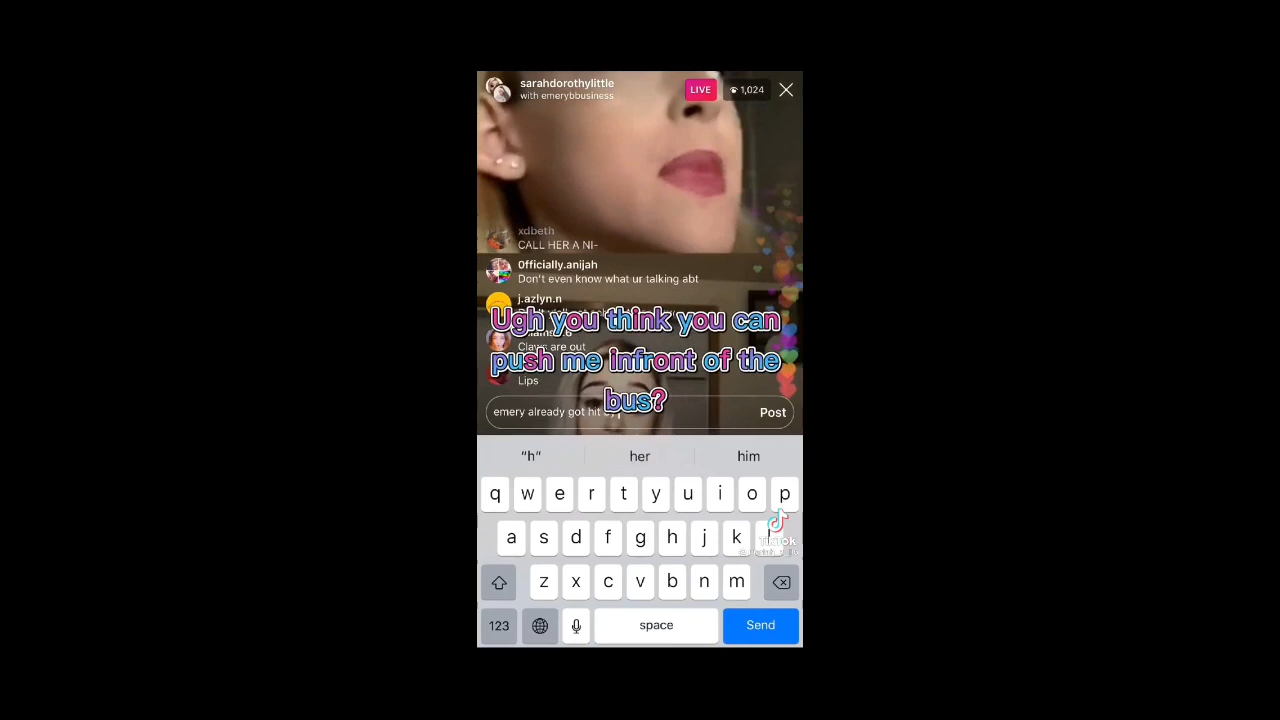 sarahdorothylittle
with emerybbusiness
LIVE
1,024
xdbeth
CALL HER A NI-
0fficially.anijah
Don't even know what ur talking abt
j.azlyn.n
Ugh you think you can
push me infront of the
bus?
Claws are out
Lips
emery already got hit
Post
"h"
her
him
q w e r t y u i o p
a s d f g h j k
z x c v b n m
123
space
Send
TikTok